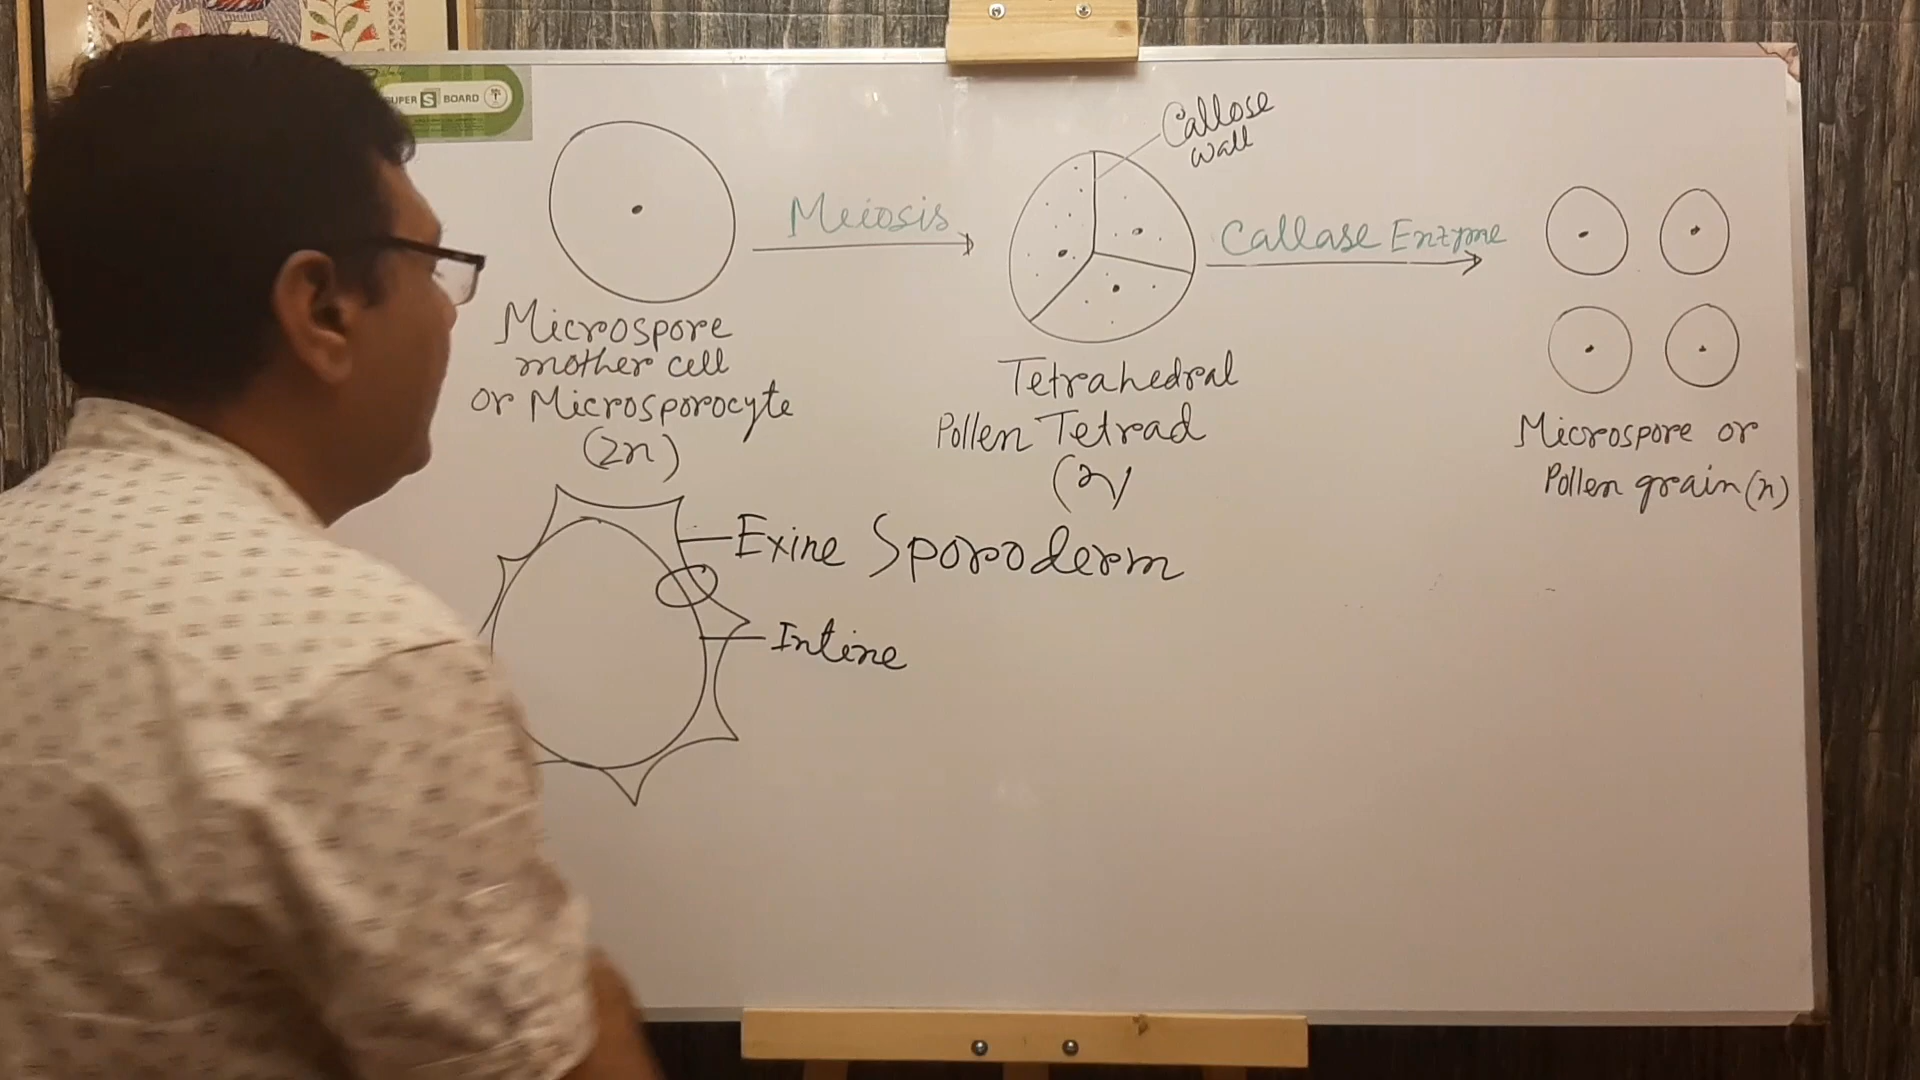 SUPER S BOARD
Callose
wall
Meiosis
Callase Enzyme
Microspore
mother cell
or Microsporocyte
(2n)
Tetrahedral
Pollen Tetrad
Microspore or
Pollen grain (n)
Exine Sporoderm
Intine